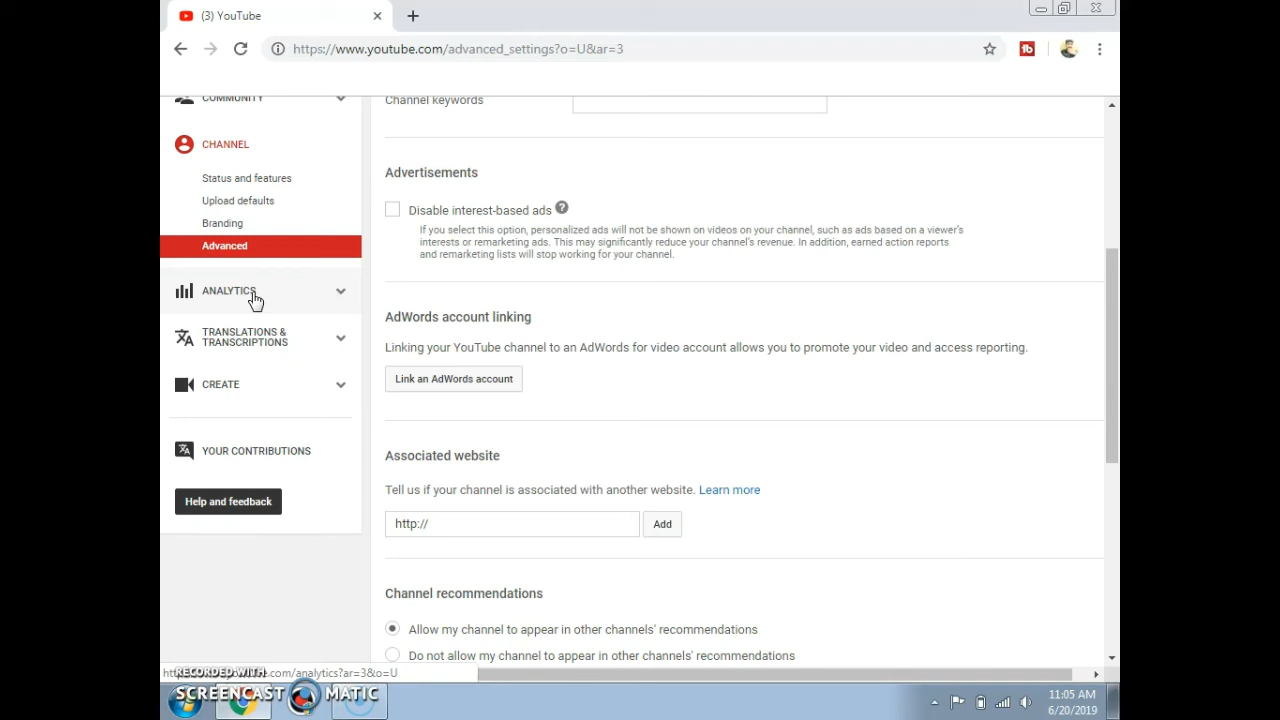 (3) YouTube
https://www.youtube.com/advanced_settings?o=U&ar=3
COMMUNITY
CHANNEL
Status and features
Upload defaults
Branding
Advanced
ANALYTICS
TRANSLATIONS &
TRANSCRIPTIONS
CREATE
YOUR CONTRIBUTIONS
Help and feedback
Channel keywords
Advertisements
Disable interest-based ads ?
If you select this option, personalized ads will not be shown on videos on your channel, such as ads based on a viewer's
interests or remarketing ads. This may significantly reduce your channel's revenue. In addition, earned action reports
and remarketing lists will stop working for your channel.
AdWords account linking
Linking your YouTube channel to an AdWords for video account allows you to promote your video and access reporting.
Link an AdWords account
Associated website
Tell us if your channel is associated with another website. Learn more
http:// Add
Channel recommendations
Allow my channel to appear in other channels' recommendations
Do not allow my channel to appear in other channels' recommendations
.com/analytics?ar=3&o=U
RECORDED WITH
SCREENCAST MATIC
11:05 AM
6/20/2019